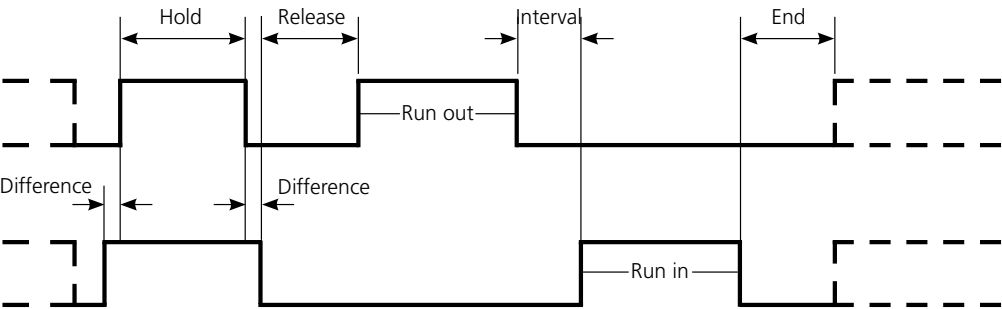 Hold
Release
Interval
End
Run out
Difference
Difference
Run in